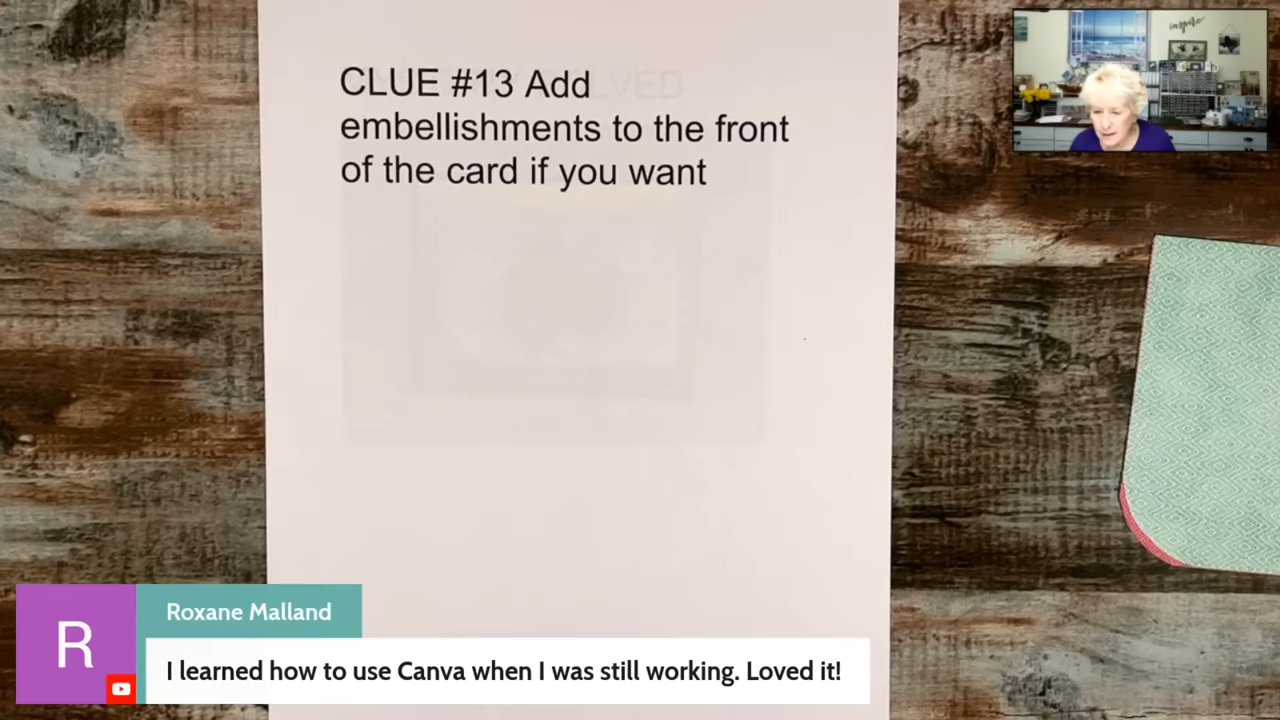 CLUE #13 Add
embellishments to the front
of the card if you want
inspire
R
Roxane Malland
I learned how to use Canva when I was still working. Loved it!